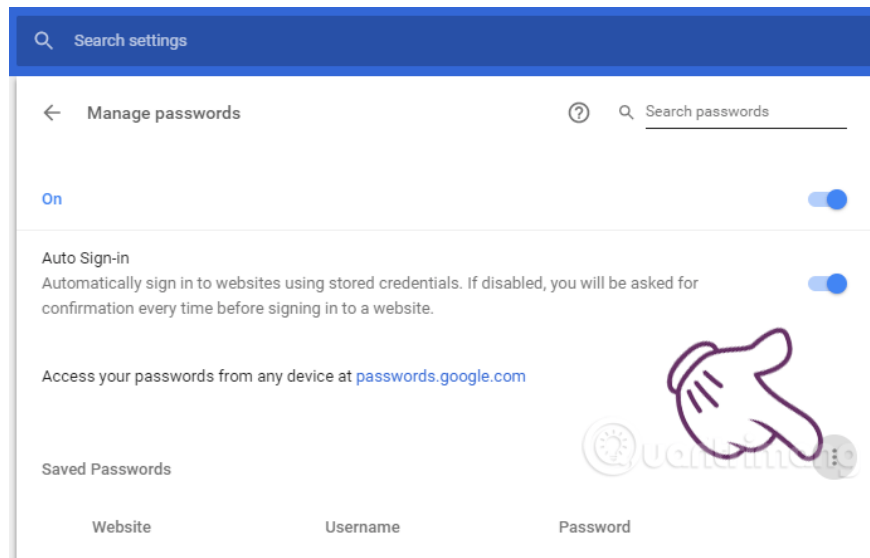 Search settings
Manage passwords
Search passwords
On
Auto Sign-in
Automatically sign in to websites using stored credentials. If disabled, you will be asked for
confirmation every time before signing in to a website.
Access your passwords from any device at passwords.google.com
Quantrimang
Saved Passwords
Website Username Password